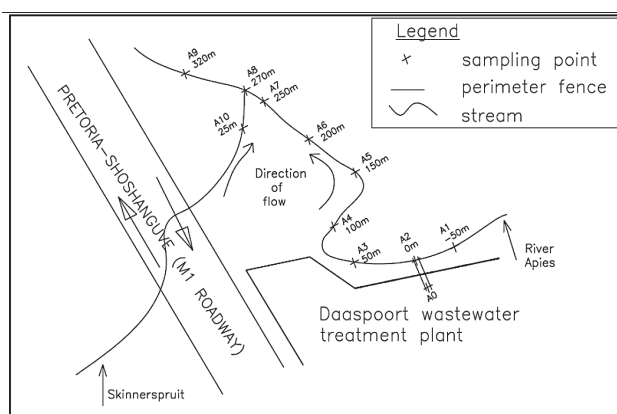 Legend
sampling point
perimeter fence
stream
A9
320m
A8
270m
A7
250m
A10
25m
A6
200m
A5
150m
Direction
of
flow
A4
100m
A3
50m
A2
0m
A1
-50m
A0
River
Apies
PRETORIA-SHOSHANGUVE (M1 ROADWAY)
Daaspoort wastewater
treatment plant
Skinnerspruit